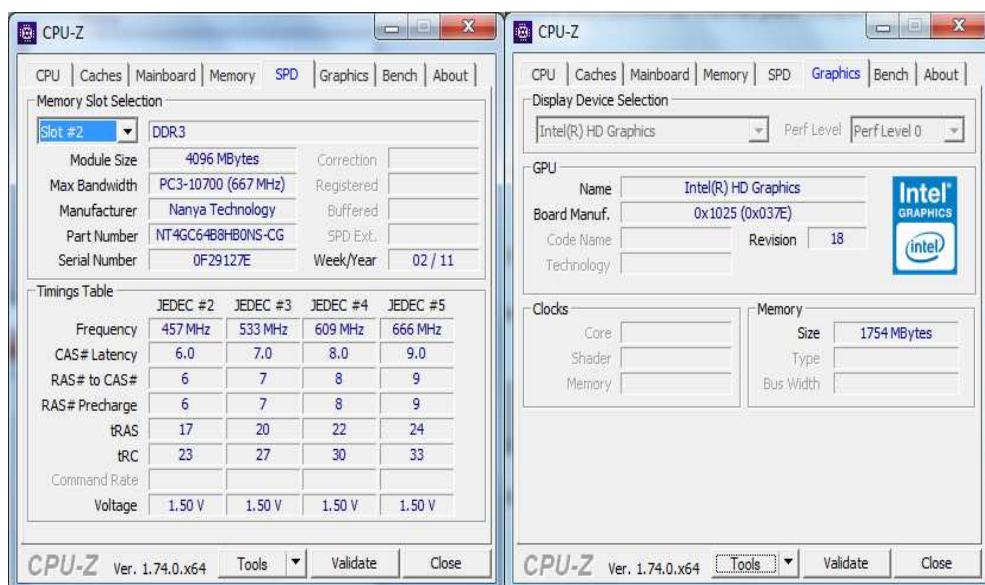 CPU-Z
CPU Caches Mainboard Memory SPD Graphics Bench About
Memory Slot Selection
Slot #2 DDR3
Module Size 4096 MBytes Correction
Max Bandwidth PC3-10700 (667 MHz) Registered
Manufacturer Nanya Technology Buffered
Part Number NT4GC64B8HB0NS-CG SPD Ext.
Serial Number 0F29127E Week/Year 02 / 11
Timings Table
JEDEC #2 JEDEC #3 JEDEC #4 JEDEC #5
Frequency 457 MHz 533 MHz 609 MHz 666 MHz
CAS# Latency 6.0 7.0 8.0 9.0
RAS# to CAS# 6 7 8 9
RAS# Precharge 6 7 8 9
tRAS 17 20 22 24
tRC 23 27 30 33
Command Rate
Voltage 1.50 V 1.50 V 1.50 V 1.50 V
CPU-Z Ver. 1.74.0.x64 Tools Validate Close
CPU-Z
CPU Caches Mainboard Memory SPD Graphics Bench About
Display Device Selection
Intel(R) HD Graphics Perf Level Perf Level 0
GPU
Name Intel(R) HD Graphics
Board Manuf. 0x1025 (0x037E)
Code Name Revision 18
Technology
Intel®
GRAPHICS
intel
Clocks Memory
Core Size 1754 MBytes
Shader Type
Memory Bus Width
CPU-Z Ver. 1.74.0.x64 Tools Validate Close